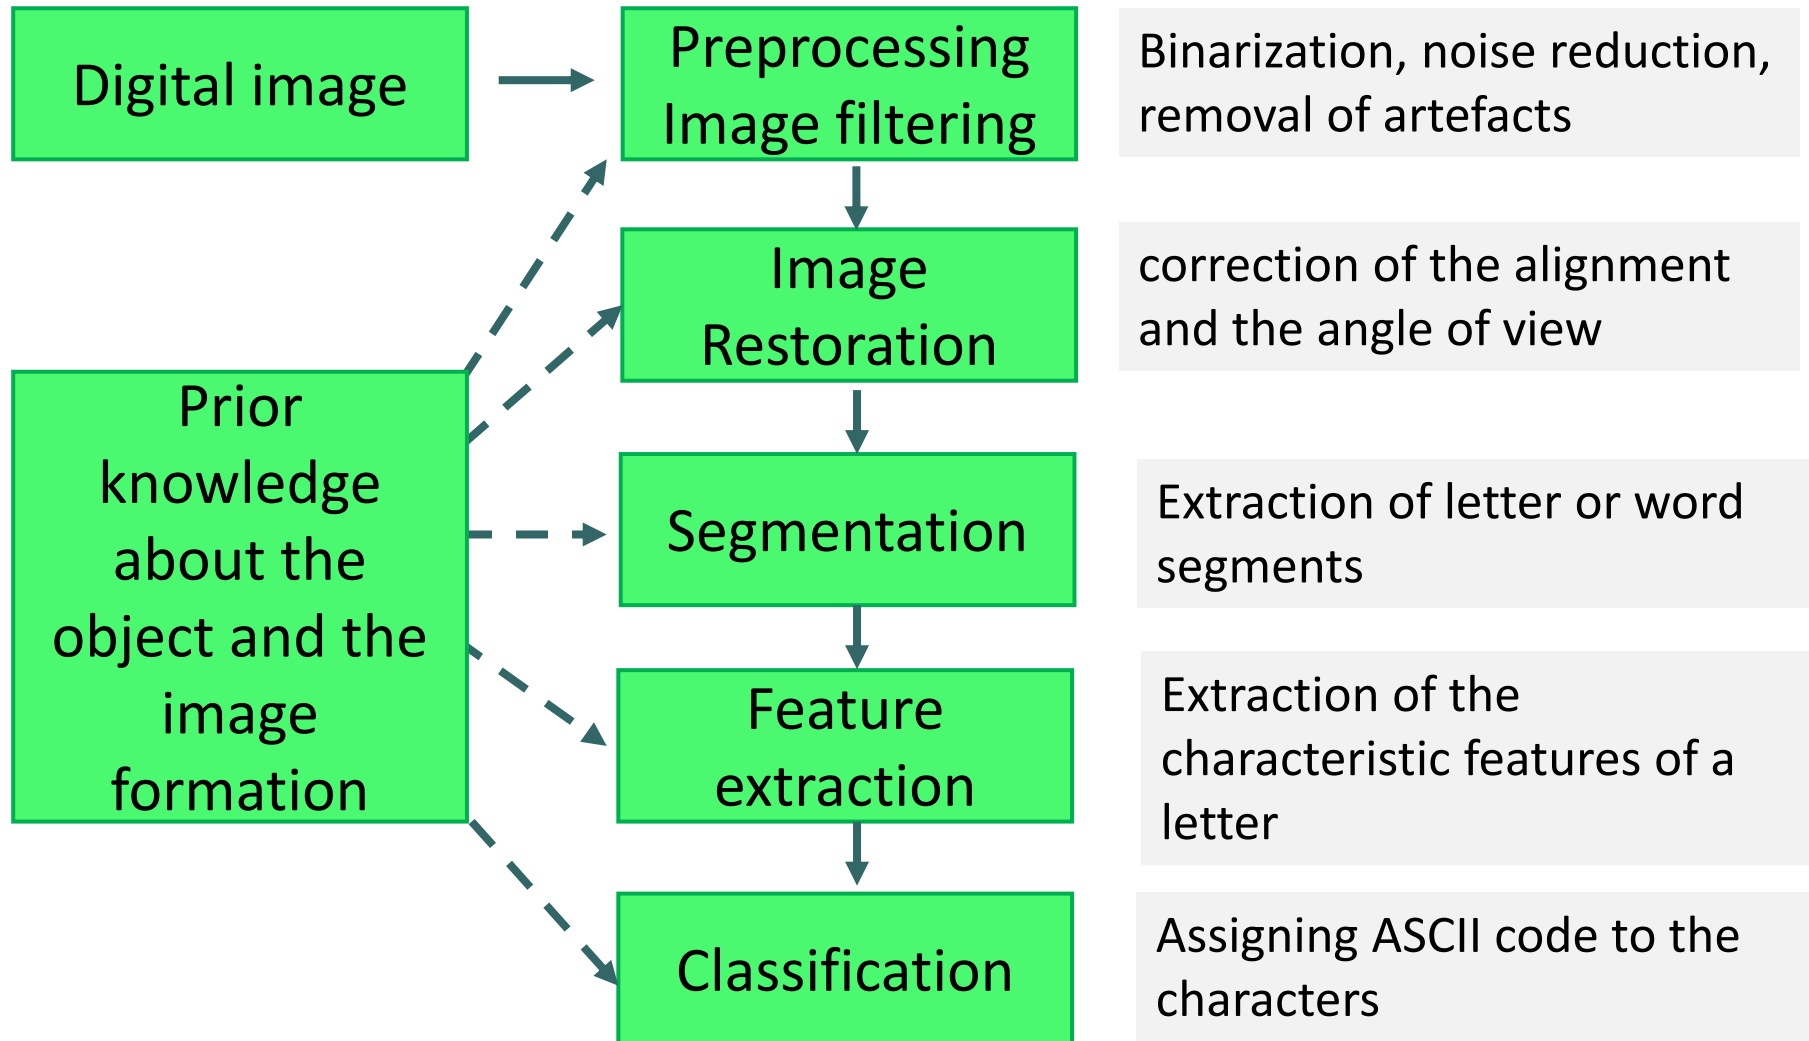 Digital image
Preprocessing
Image filtering
Binarization, noise reduction,
removal of artefacts
Image
Restoration
correction of the alignment
and the angle of view
Prior
knowledge
about the
object and the
image
formation
Segmentation
Extraction of letter or word
segments
Feature
extraction
Extraction of the
characteristic features of a
letter
Classification
Assigning ASCII code to the
characters